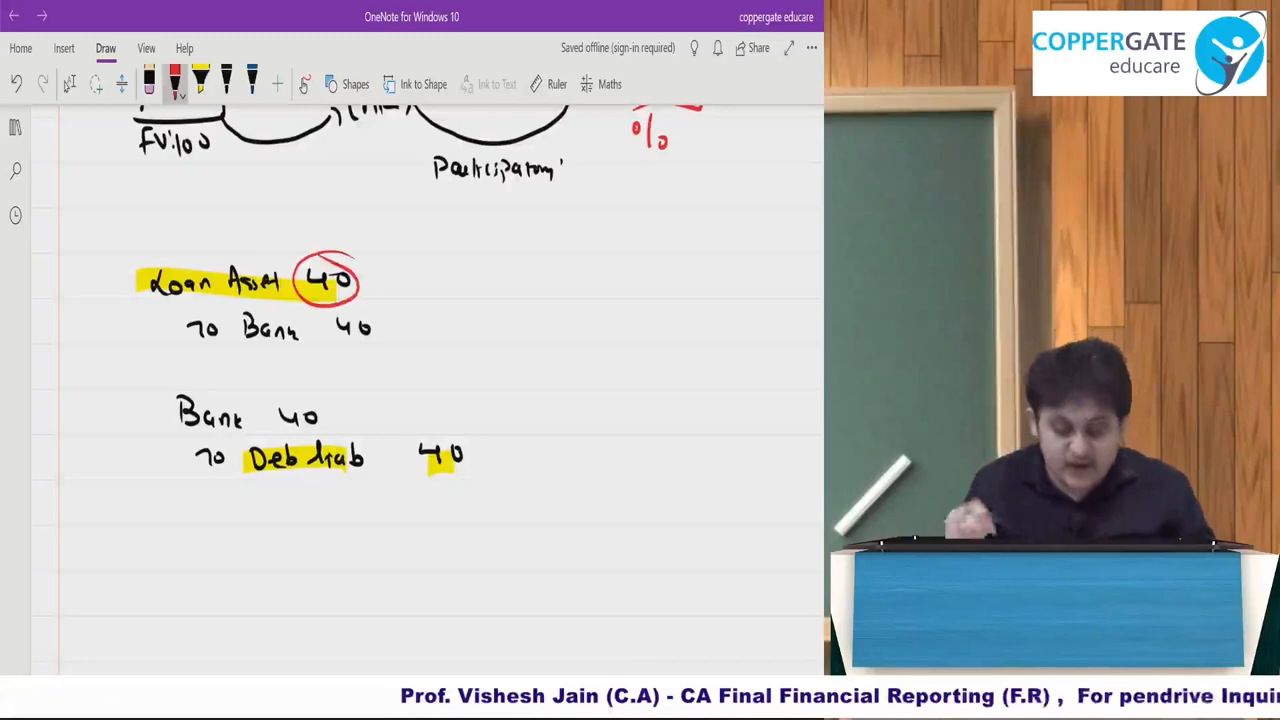 OneNote for Windows 10
coppergate educare
Home Insert Draw View Help
Saved offline (sign-in required)
Share
Shapes
Ink to Shape
Ink to Text
Ruler
Maths
COPPERGATE
educare
FV:100
Participatory
%
Loan Asset 40
To Bank 40
Bank 40
To Deb liab 40
Prof. Vishesh Jain (C.A) - CA Final Financial Reporting (F.R) , For pendrive Inqui